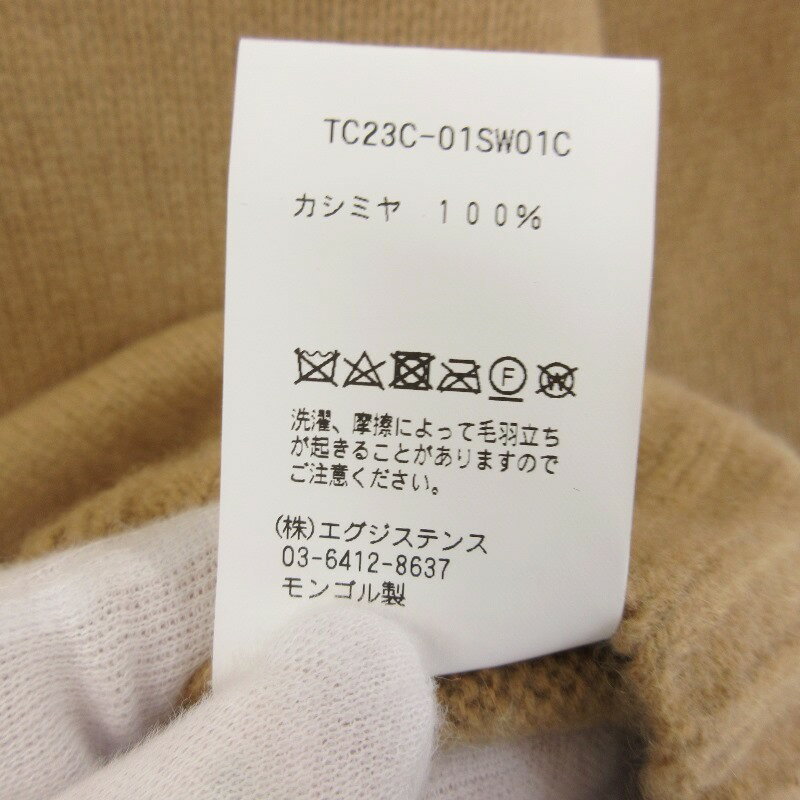 TC23C-01SW01C
カシミヤ 100%
F W
洗濯、摩擦によって毛羽立ち
が起きることがありますので
ご注意ください。
(株)エグジステンス
03-6412-8637
モンゴル製